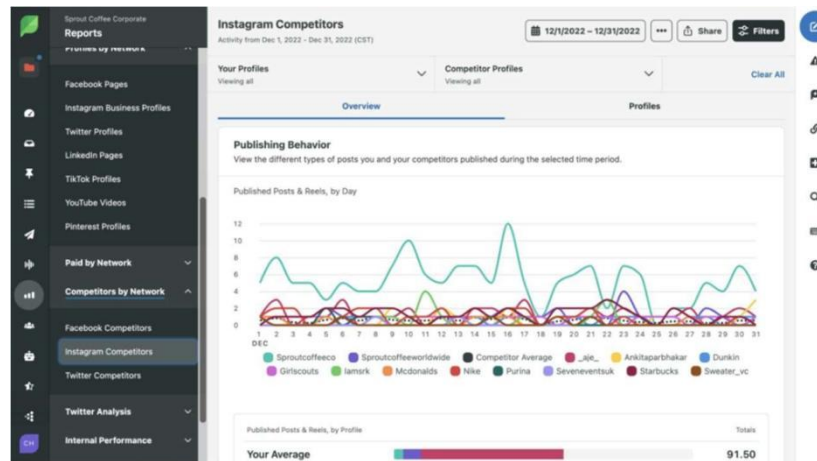 Sprout Coffee Corporate
Reports
Profiles by Network
Facebook Pages
Instagram Business Profiles
Twitter Profiles
LinkedIn Pages
TikTok Profiles
YouTube Videos
Pinterest Profiles
Paid by Network
Competitors by Network
Facebook Competitors
Instagram Competitors
Twitter Competitors
Twitter Analysis
Internal Performance
CH
Instagram Competitors
Activity from Dec 1, 2022 - Dec 31, 2022 (CST)
12/1/2022 – 12/31/2022
Share
Filters
Your Profiles
Viewing all
Competitor Profiles
Viewing all
Clear All
Overview
Profiles
Publishing Behavior
View the different types of posts you and your competitors published during the selected time period.
Published Posts & Reels, by Day
12
10
8
6
4
2
0
1 2 3 4 5 6 7 8 9 10 11 12 13 14 15 16 17 18 19 20 21 22 23 24 25 26 27 28 29 30 31
DEC
Sproutcoffeeco Sproutcoffeeworldwide Competitor Average _aje_ Ankitaparbhakar Dunkin
Girlscouts Iamsrk Mcdonalds Nike Purina Seveneventsuk Starbucks Sweater_vc
Published Posts & Reels, by Profile Totals
Your Average 91.50